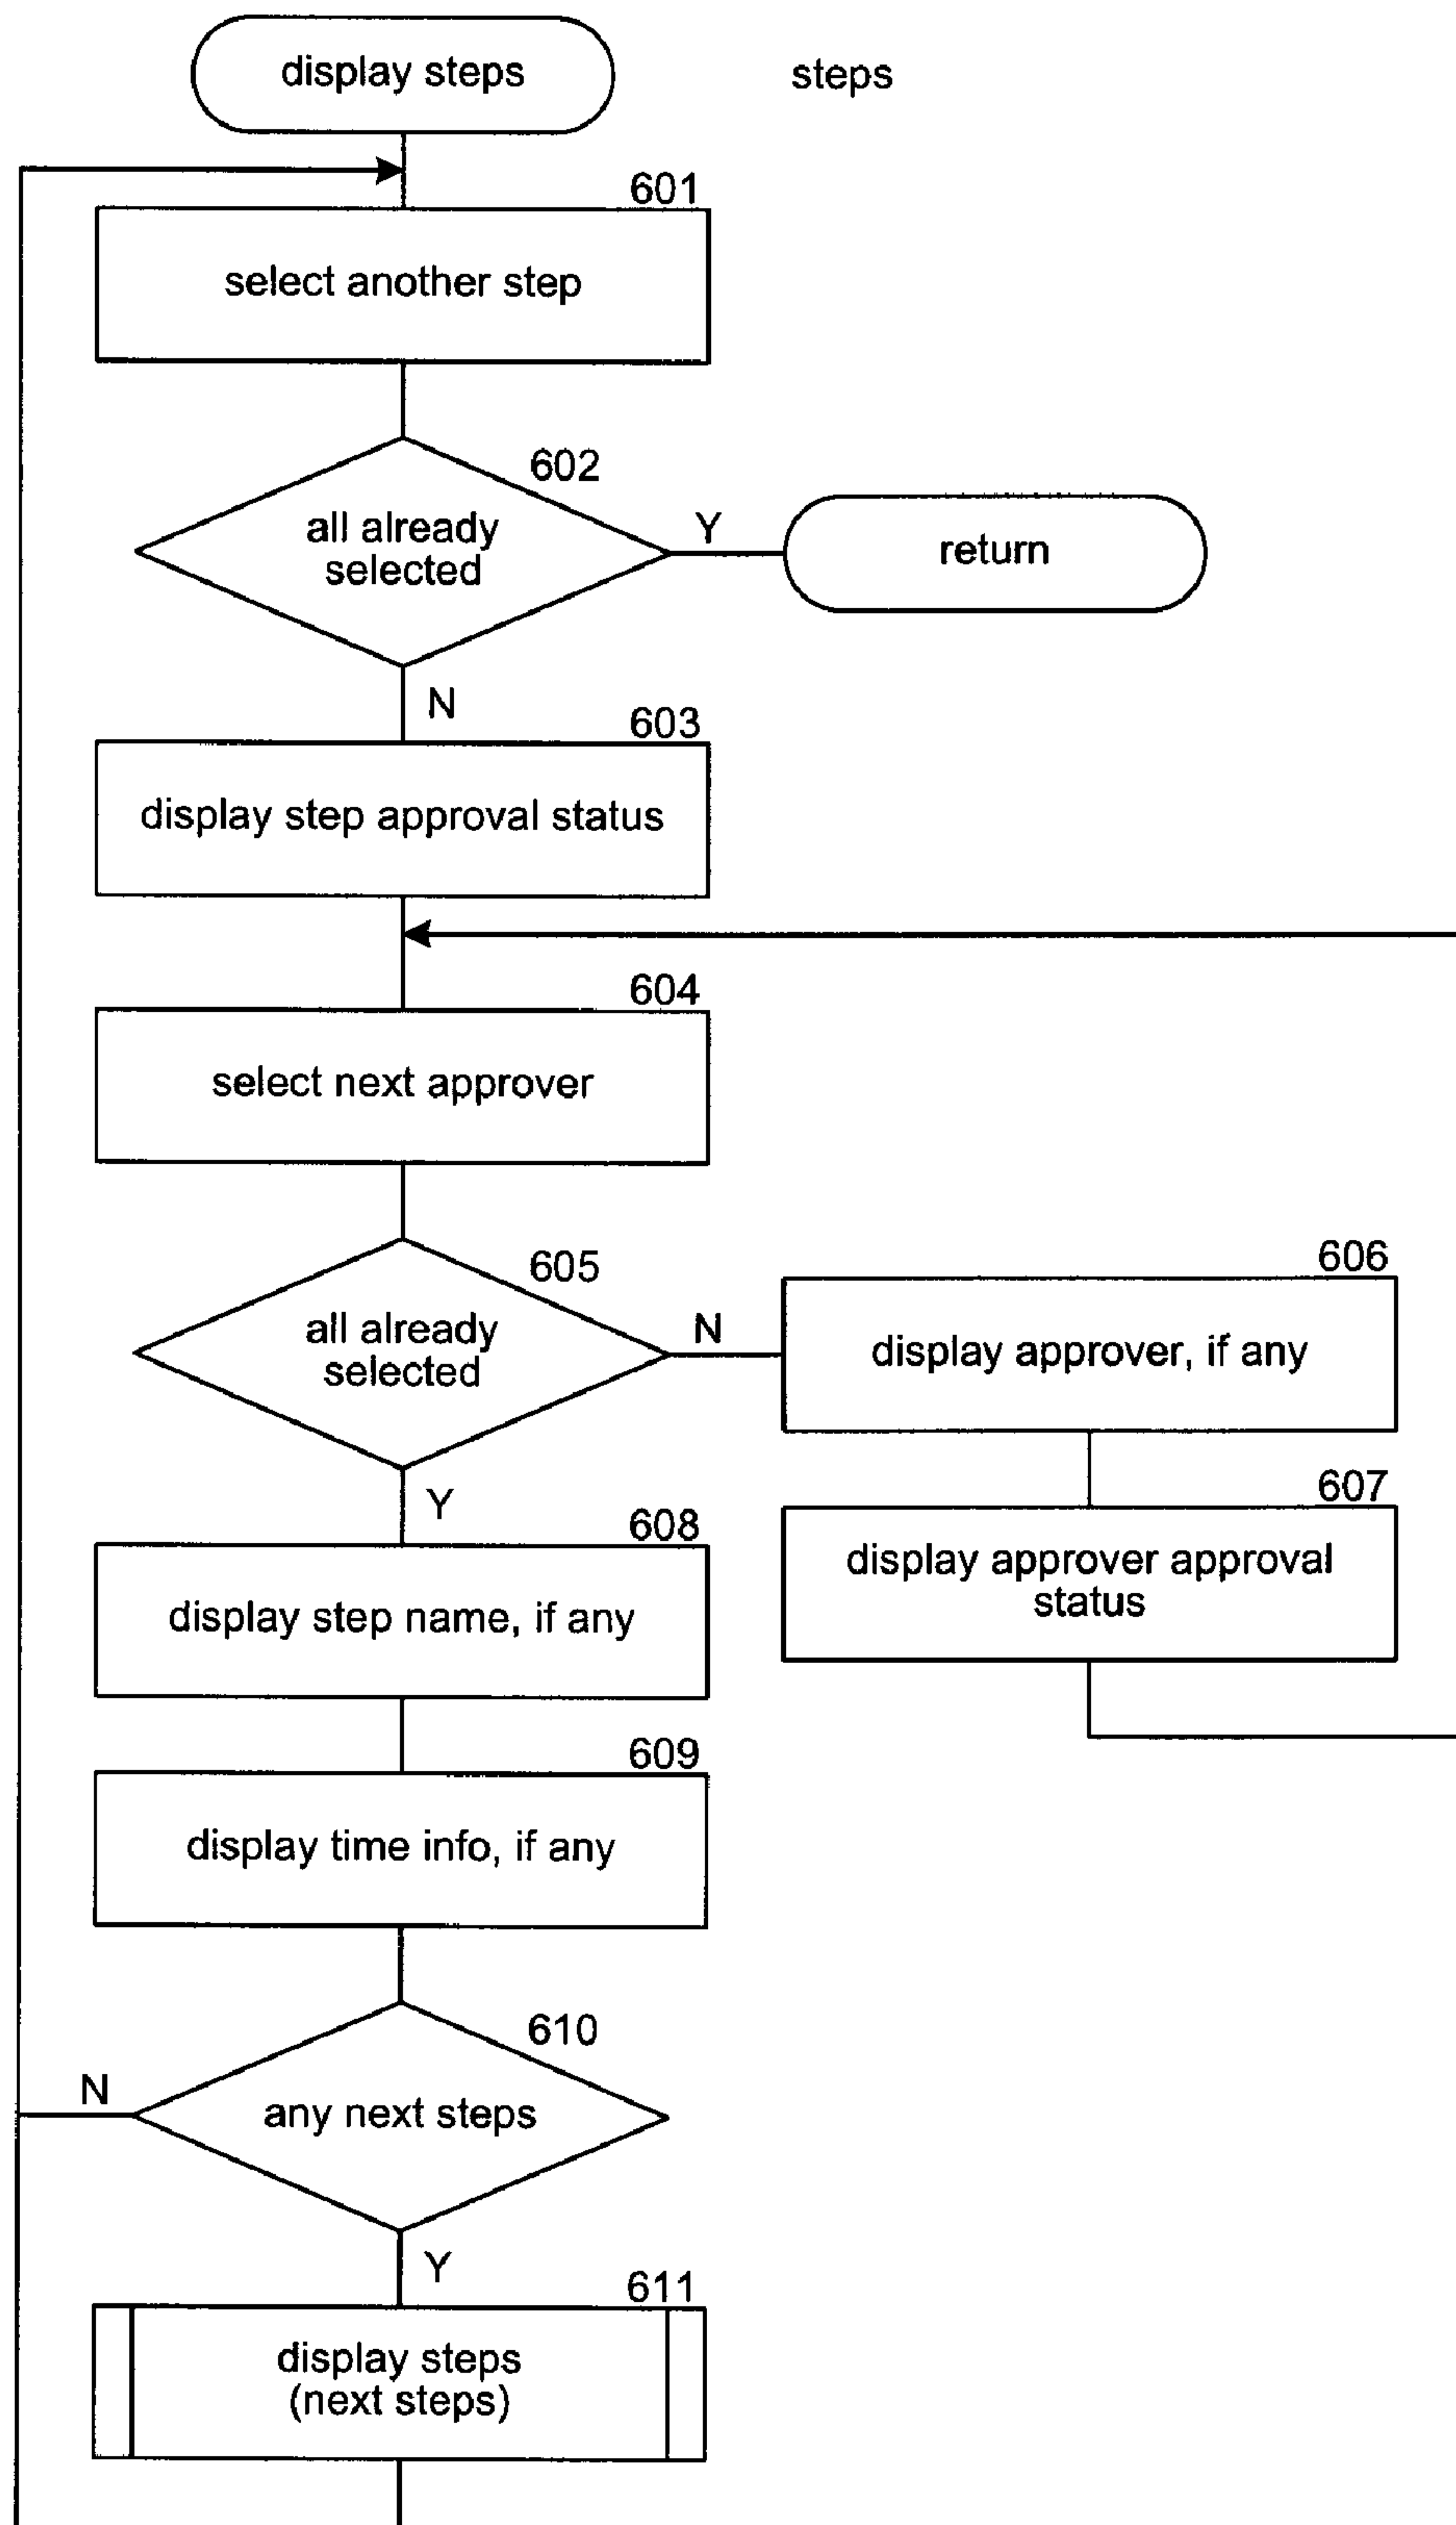 display steps
steps
601
select another step
602
all already
selected
Y
return
N
603
display step approval status
604
select next approver
605
all already
selected
N
606
display approver, if any
607
display approver approval
status
Y
608
display step name, if any
609
display time info, if any
610
any next steps
N
Y
611
display steps
(next steps)